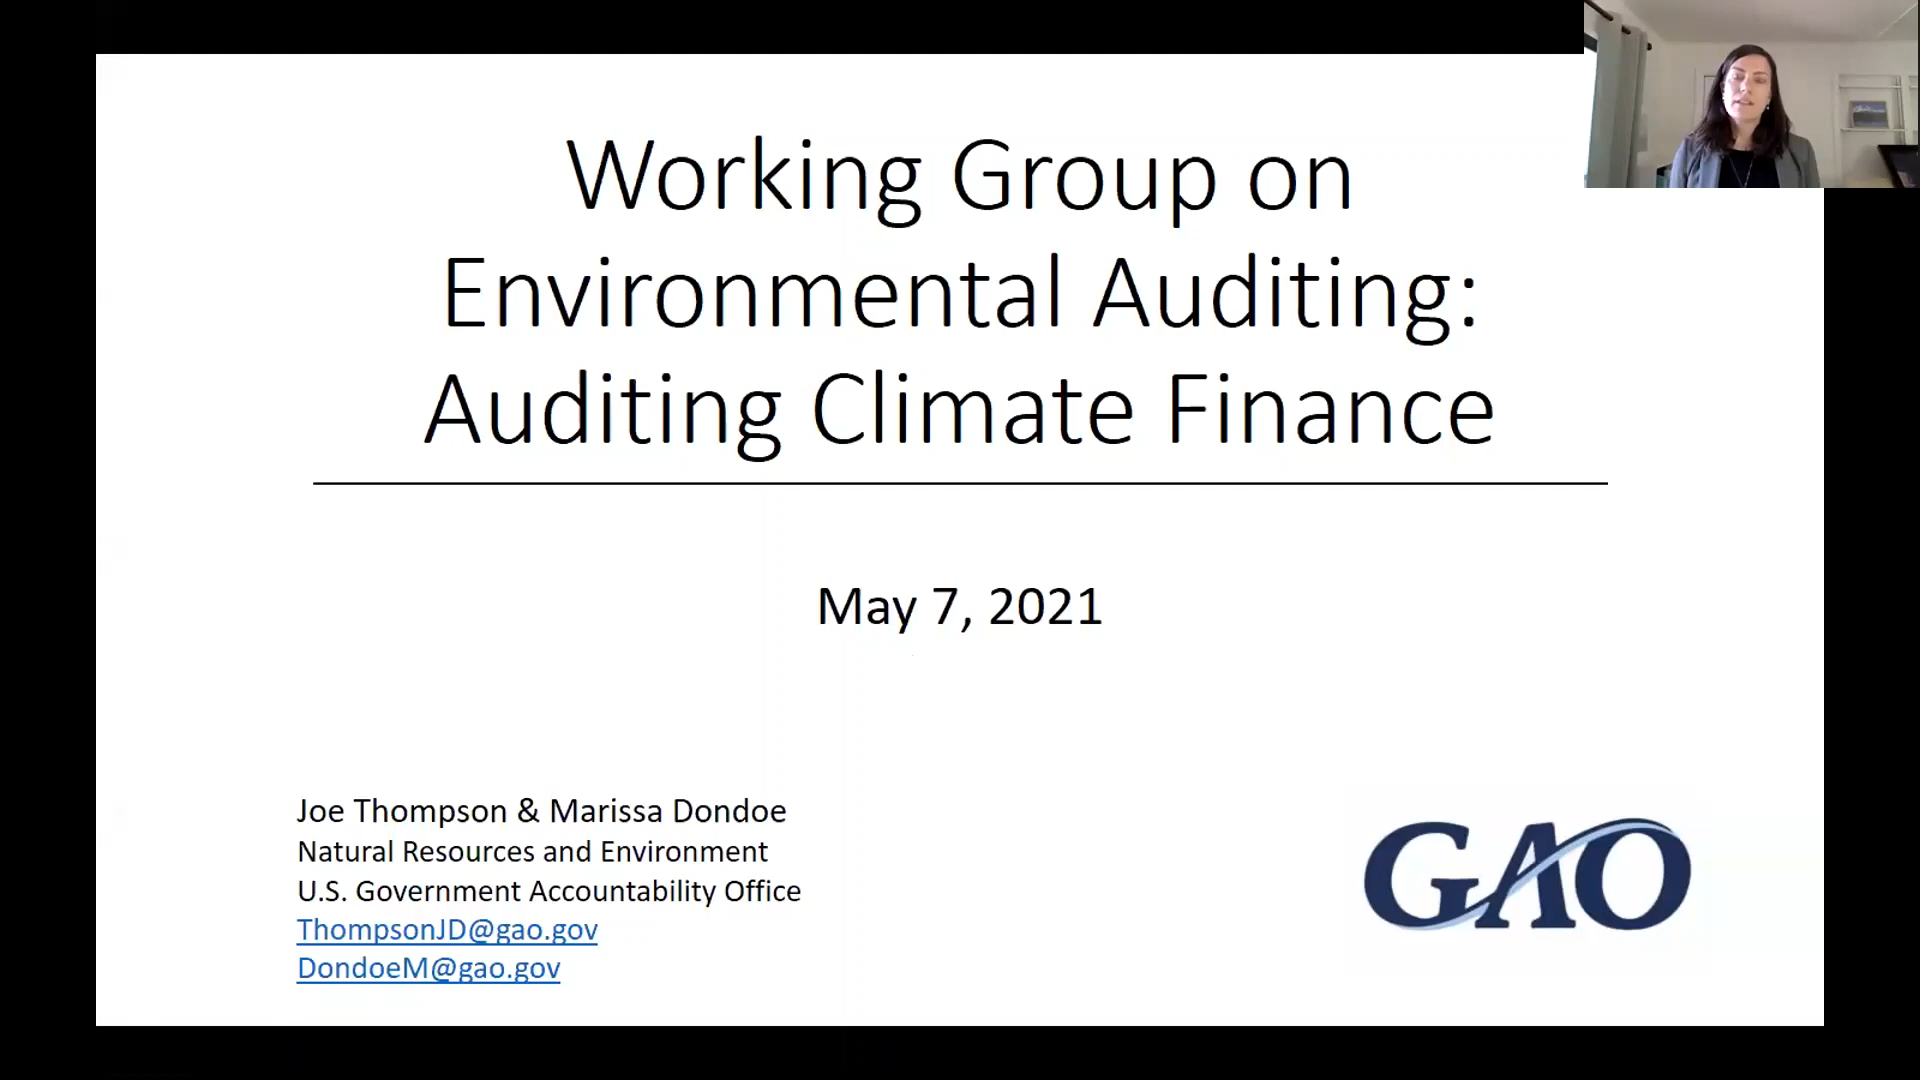 Working Group on
Environmental Auditing:
Auditing Climate Finance
May 7, 2021
Joe Thompson & Marissa Dondoe
Natural Resources and Environment
U.S. Government Accountability Office
ThompsonJD@gao.gov
DondoeM@gao.gov
GAO